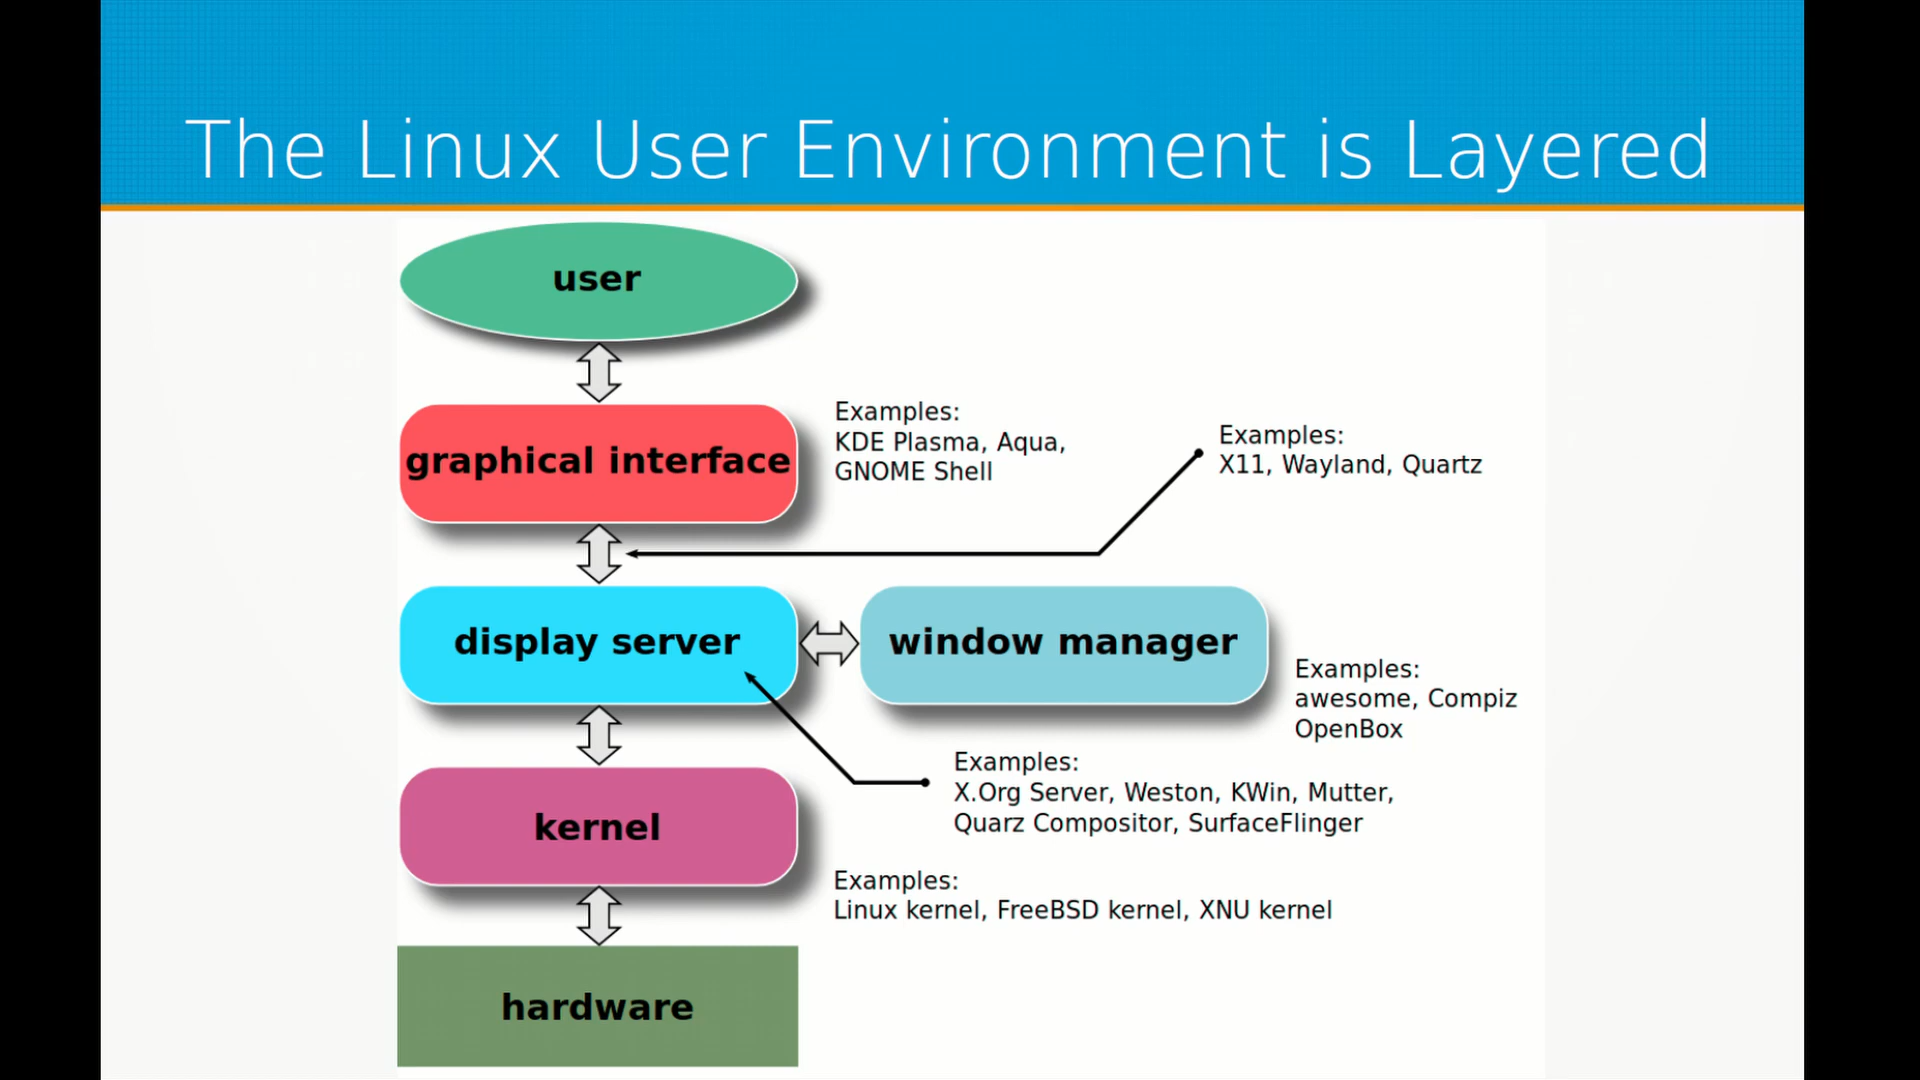 The Linux User Environment is Layered
user
graphical interface
Examples:
KDE Plasma, Aqua,
GNOME Shell
Examples:
X11, Wayland, Quartz
display server
window manager
Examples:
awesome, Compiz
OpenBox
Examples:
X.Org Server, Weston, KWin, Mutter,
Quarz Compositor, SurfaceFlinger
kernel
Examples:
Linux kernel, FreeBSD kernel, XNU kernel
hardware